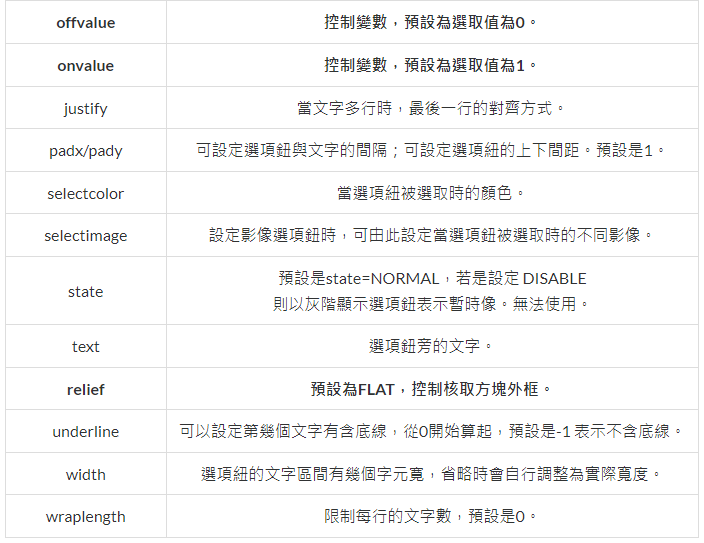 offvalue 控制變數，預設為選取值為0。
onvalue 控制變數，預設為選取值為1。
justify 當文字多行時，最後一行的對齊方式。
padx/pady 可設定選項鈕與文字的間隔；可設定選項紐的上下間距。預設是1。
selectcolor 當選項紐被選取時的顏色。
selectimage 設定影像選項鈕時，可由此設定當選項鈕被選取時的不同影像。
state 預設是state=NORMAL，若是設定 DISABLE
則以灰階顯示選項鈕表示暫時像。無法使用。
text 選項鈕旁的文字。
relief 預設為FLAT，控制核取方塊外框。
underline 可以設定第幾個文字有含底線，從0開始算起，預設是-1 表示不含底線。
width 選項紐的文字區間有幾個字元寬，省略時會自行調整為實際寬度。
wraplength 限制每行的文字數，預設是0。